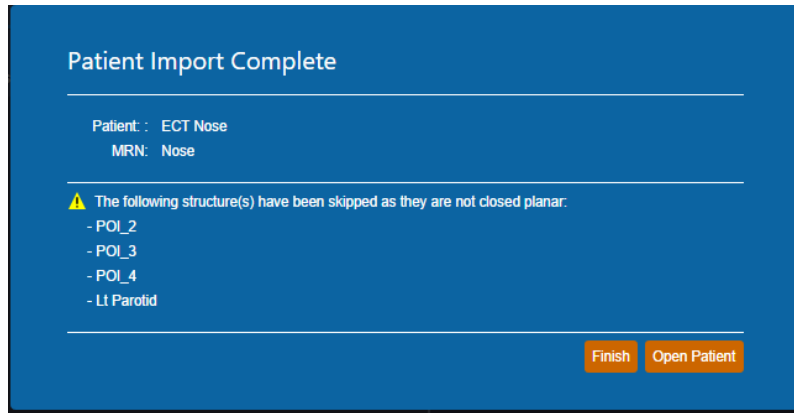 Patient Import Complete
Patient: : ECT Nose
MRN: Nose
The following structure(s) have been skipped as they are not closed planar:
- POI_2
- POI_3
- POI_4
- Lt Parotid
Finish Open Patient